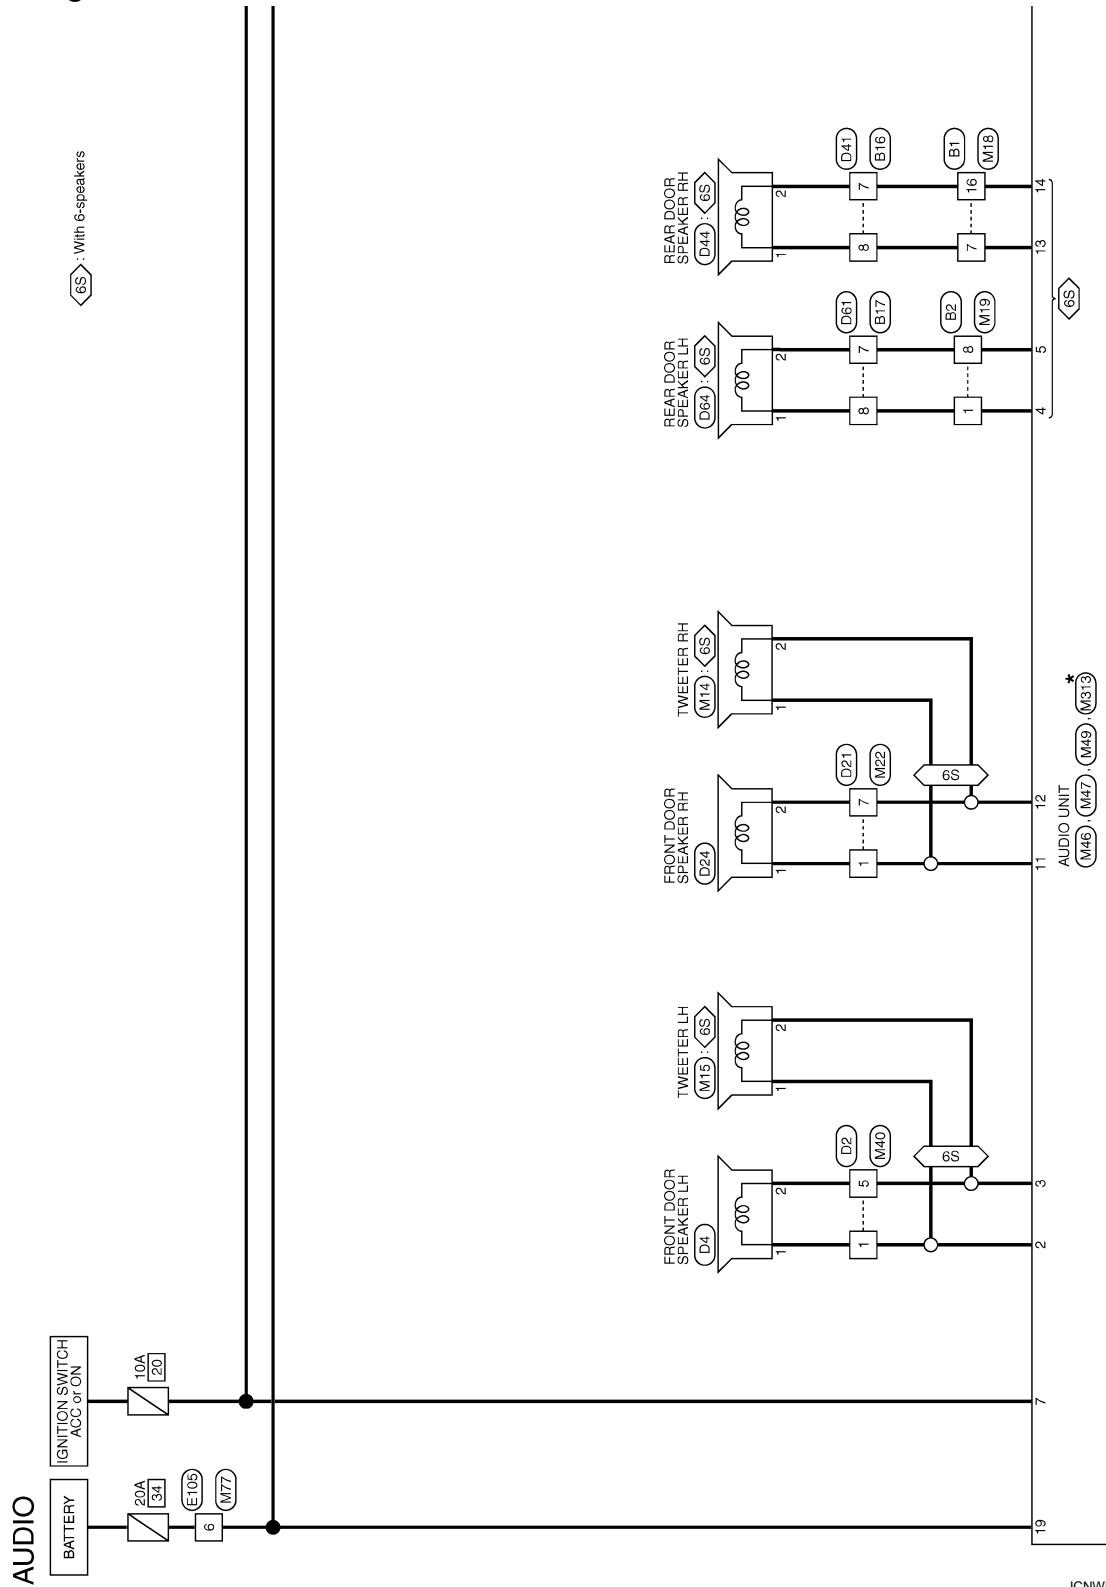 AUDIO
BATTERY
20A
34
E105
M77
6
19
IGNITION SWITCH
ACC or ON
10A
20
7
6S : With 6-speakers
FRONT DOOR
SPEAKER LH
D4
1
2
D2
M40
1
5
6S
2
3
TWEETER LH
M15 : 6S
1
2
FRONT DOOR
SPEAKER RH
D24
1
2
D21
M22
1
7
6S
11
12
TWEETER RH
M14 : 6S
1
2
REAR DOOR
SPEAKER LH
D64 : 6S
1
2
D61
B17
8
7
B2
M19
1
8
4
5
REAR DOOR
SPEAKER RH
D44 : 6S
1
2
D41
B16
8
7
B1
M18
7
16
13
14
6S
AUDIO UNIT
M46 , M47 , M49 , M313 *